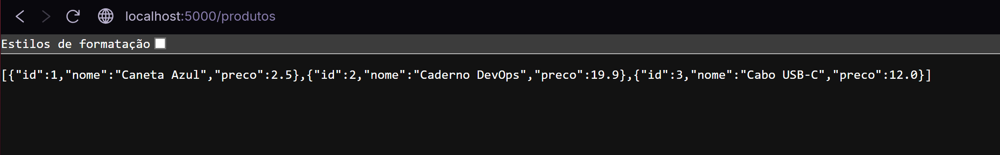 localhost:5000/produtos
Estilos de formatação
[{"id":1,"nome":"Caneta Azul","preco":2.5},{"id":2,"nome":"Caderno DevOps","preco":19.9},{"id":3,"nome":"Cabo USB-C","preco":12.0}]